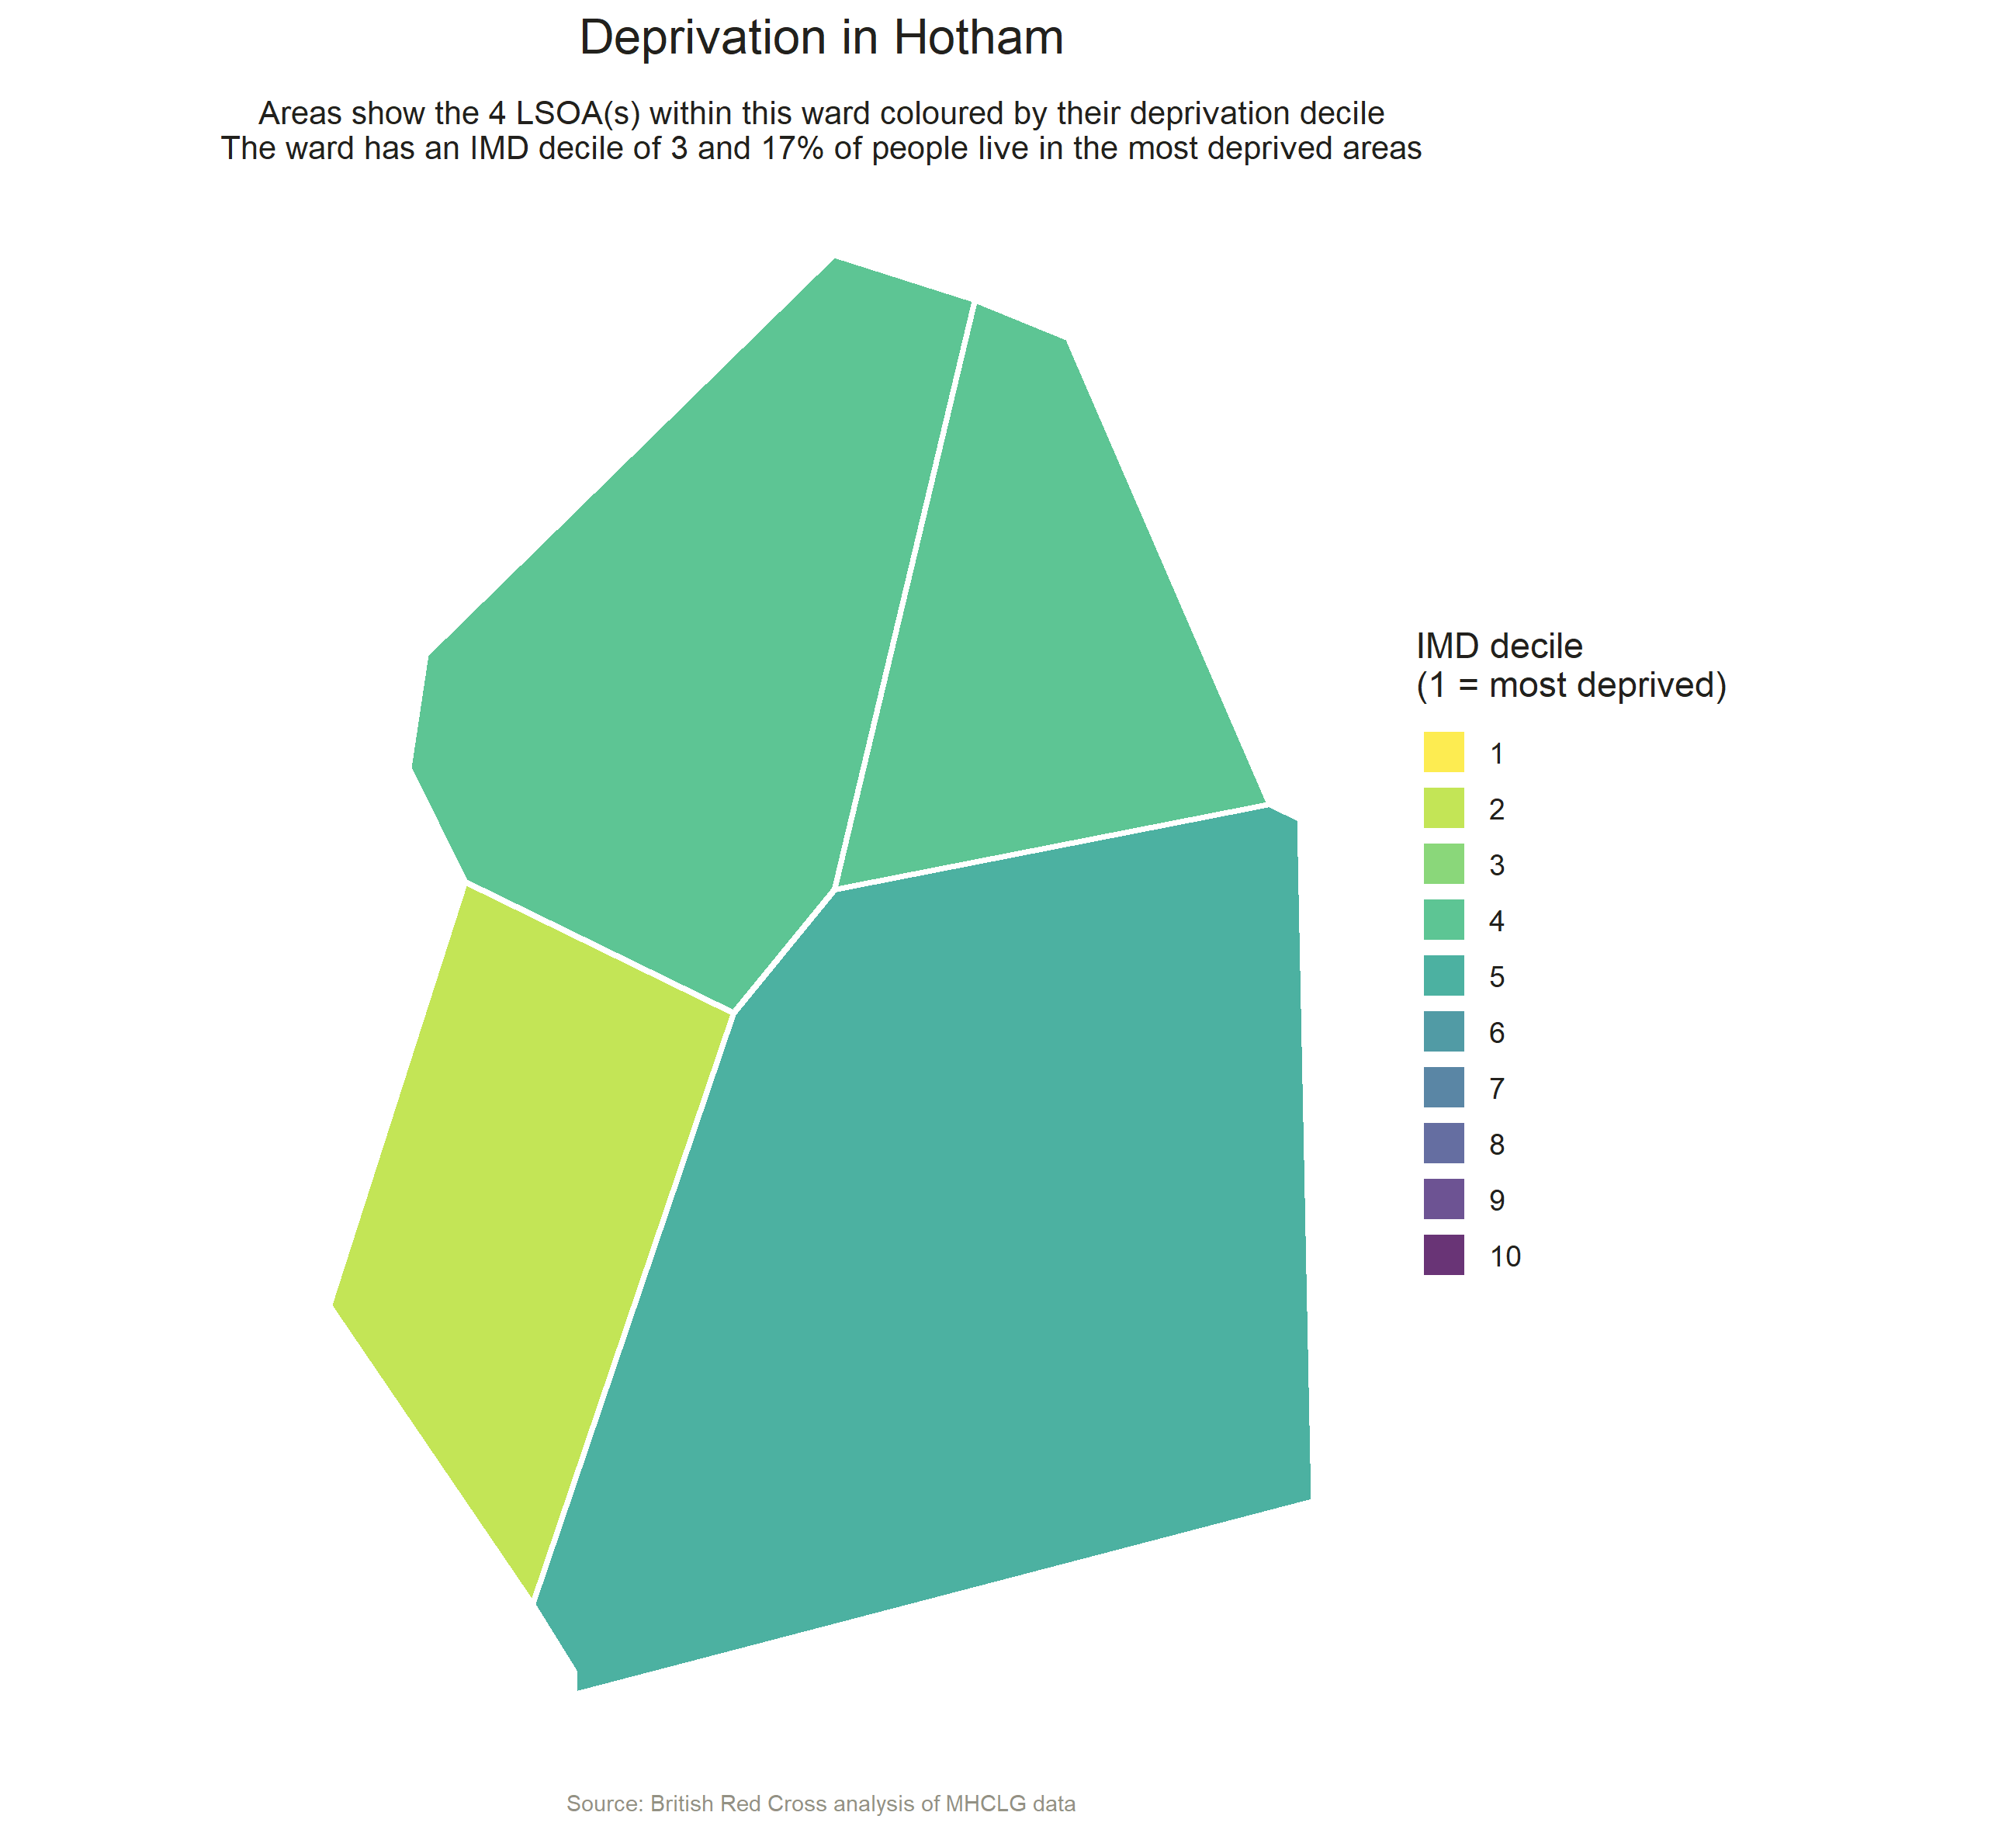 Deprivation in Hotham
Areas show the 4 LSOA(s) within this ward coloured by their deprivation decile
The ward has an IMD decile of 3 and 17% of people live in the most deprived areas
IMD decile
(1 = most deprived)
1
2
3
4
5
6
7
8
9
10
Source: British Red Cross analysis of MHCLG data